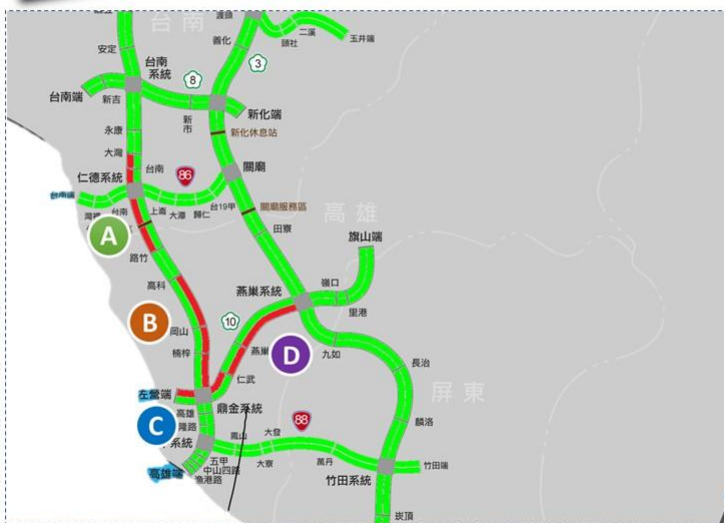 台南
渡頭
二溪
善化
頭社
玉井端
安定
台南
系統
3
8
台南端
新吉
新市
新化端
永康
新化休息站
大灣
台南
86
關廟
仁德系統
台南端
上崙
大潭
歸仁
台19甲
台南
關廟服務區
高雄
A
田寮
旗山端
路竹
高科
燕巢系統
嶺口
里港
B
岡山
10
燕巢
D
九如
楠梓
長治
仁武
左營端
屏東
鼎金系統
高雄
C
隆路
88
麟洛
系統
鳳山
大發
五甲
大寮
萬丹
竹田端
高雄端
中山四路
漁港路
竹田系統
崁頂